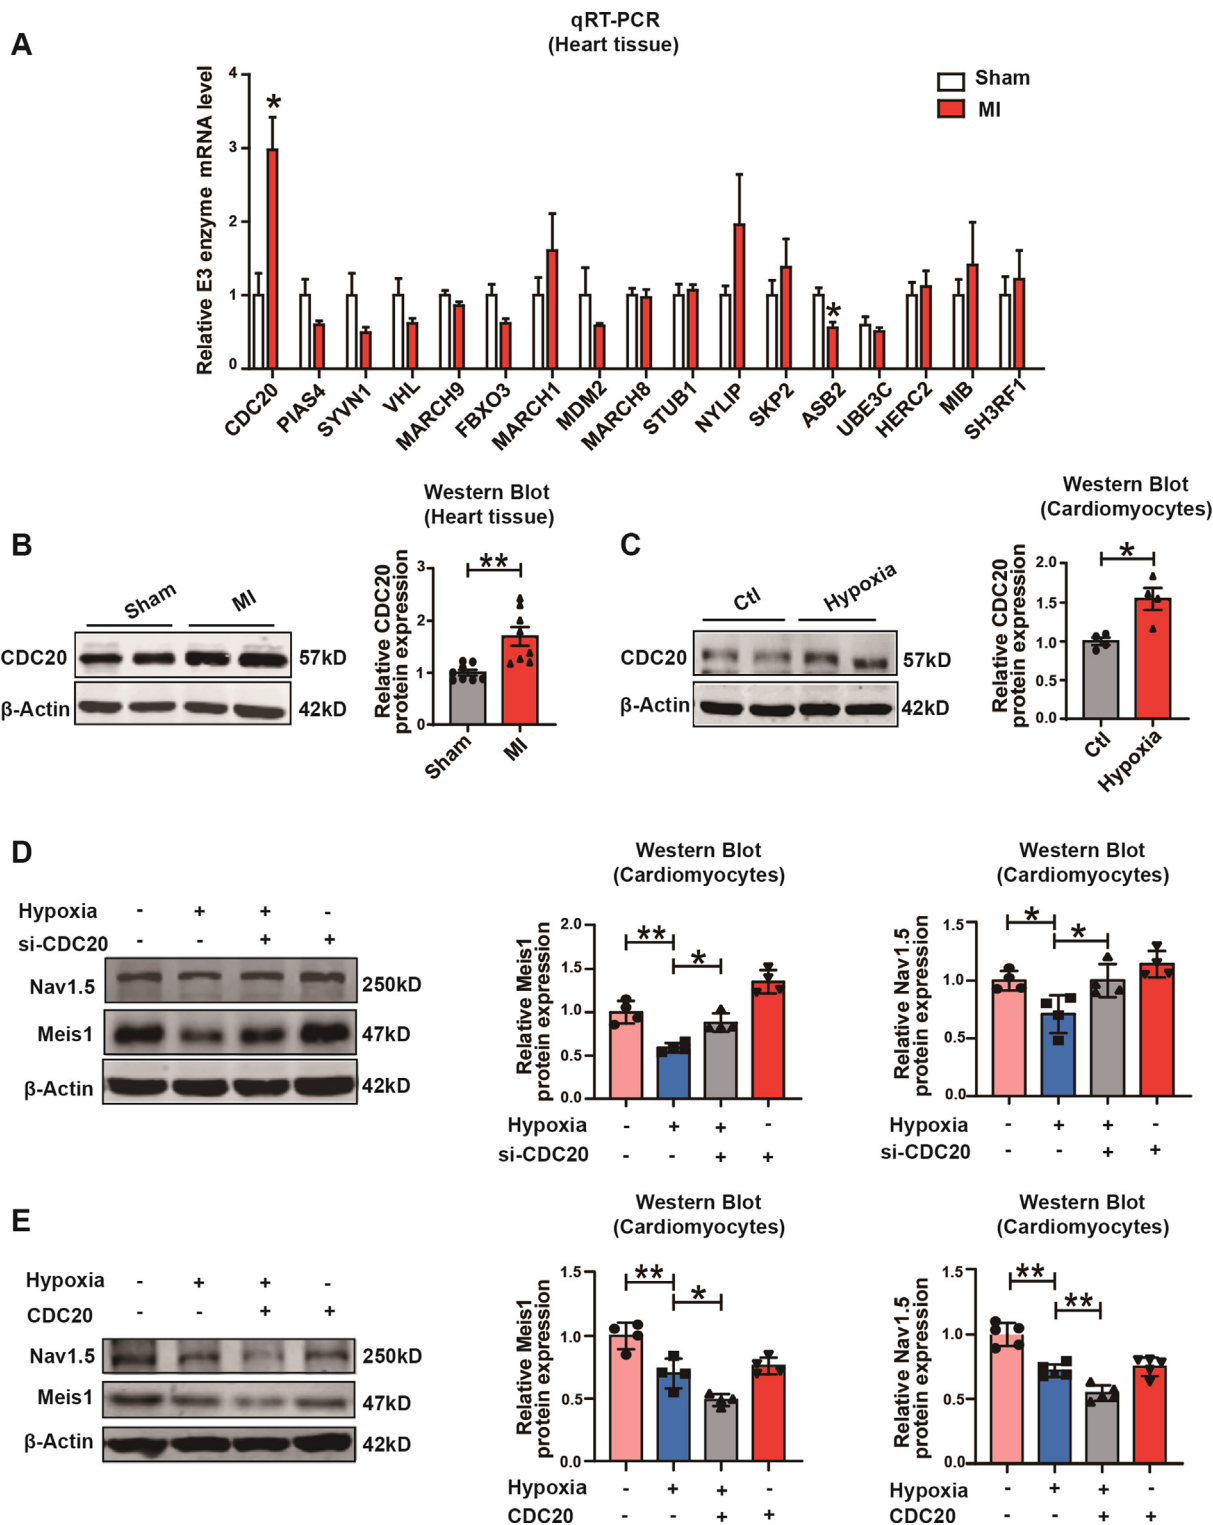 A
qRT-PCR
(Heart tissue)
Relative E3 enzyme mRNA level
4
3
2
1
0
*
*
Sham
MI
CDC20
PIAS4
SYVN1
VHL
MARCH9
FBXO3
MARCH1
MDM2
MARCH8
STUB1
NYLIP
SKP2
ASB2
UBE3C
HERC2
MIB
SH3RF1
B
Sham
MI
CDC20
57kD
β-Actin
42kD
Western Blot
(Heart tissue)
Relative CDC20
protein expression
3
2
1
0
**
Sham
MI
C
Ctl
Hypoxia
CDC20
57kD
β-Actin
42kD
Western Blot
(Cardiomyocytes)
Relative CDC20
protein expression
2.0
1.5
1.0
0.5
0.0
*
Ctl
Hypoxia
D
Hypoxia - + + -
si-CDC20 - - + +
Nav1.5
250kD
Meis1
47kD
β-Actin
42kD
Western Blot
(Cardiomyocytes)
Relative Meis1
protein expression
2.0
1.5
1.0
0.5
0.0
**
*
Hypoxia - + + -
si-CDC20 - - + +
Western Blot
(Cardiomyocytes)
Relative Nav1.5
protein expression
1.5
1.0
0.5
0.0
*
*
Hypoxia - + + -
si-CDC20 - - + +
E
Hypoxia - + + -
CDC20 - - + +
Nav1.5
250kD
Meis1
47kD
β-Actin
42kD
Western Blot
(Cardiomyocytes)
Relative Meis1
protein expression
1.5
1.0
0.5
0.0
**
*
Hypoxia - + + -
CDC20 - - + +
Western Blot
(Cardiomyocytes)
Relative Nav1.5
protein expression
1.5
1.0
0.5
0.0
**
**
Hypoxia - + + -
CDC20 - - + +